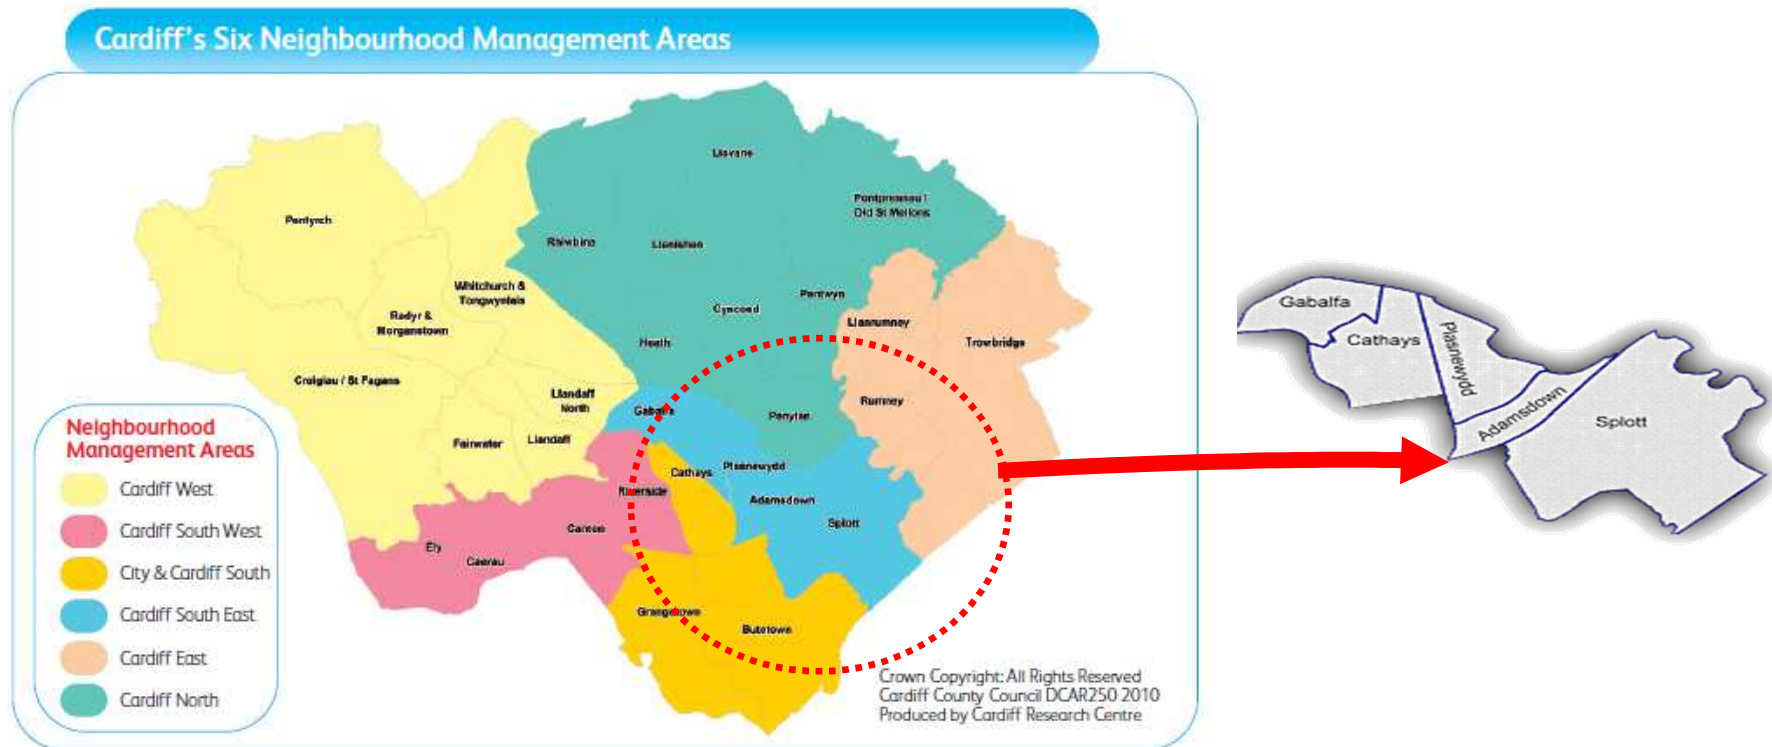 Cardiff's Six Neighbourhood Management Areas
Lisvane
Pontprennau /
Old St Mellons
Pentyrch
Rhiwbina
Llanishen
Whitchurch &
Tongwynlais
Pentwyn
Cyncoed
Radyr &
Morganstown
Llanrumney
Heath
Trowbridge
Creigiau / St Fagans
Llandaff
North
Rumney
Gabalfa
Penylan
Fairwater
Llandaff
Plasnewydd
Cathays
Riverside
Adamsdown
Splott
Canton
Ely
Caerau
Grangetown
Butetown
Neighbourhood
Management Areas
Cardiff West
Cardiff South West
City & Cardiff South
Cardiff South East
Cardiff East
Cardiff North
Crown Copyright: All Rights Reserved
Cardiff County Council DCAR250 2010
Produced by Cardiff Research Centre
Gabalfa
Cathays
Plasnewydd
Adamsdown
Splott